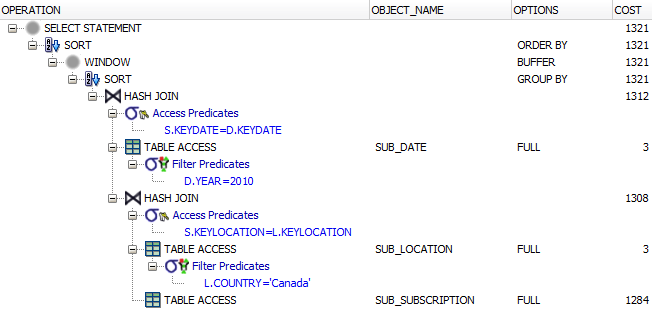 OPERATION OBJECT_NAME OPTIONS COST
SELECT STATEMENT 1321
SORT ORDER BY 1321
WINDOW BUFFER 1321
SORT GROUP BY 1321
HASH JOIN 1312
Access Predicates
S.KEYDATE=D.KEYDATE
TABLE ACCESS SUB_DATE FULL 3
Filter Predicates
D.YEAR=2010
HASH JOIN 1308
Access Predicates
S.KEYLOCATION=L.KEYLOCATION
TABLE ACCESS SUB_LOCATION FULL 3
Filter Predicates
L.COUNTRY='Canada'
TABLE ACCESS SUB_SUBSCRIPTION FULL 1284